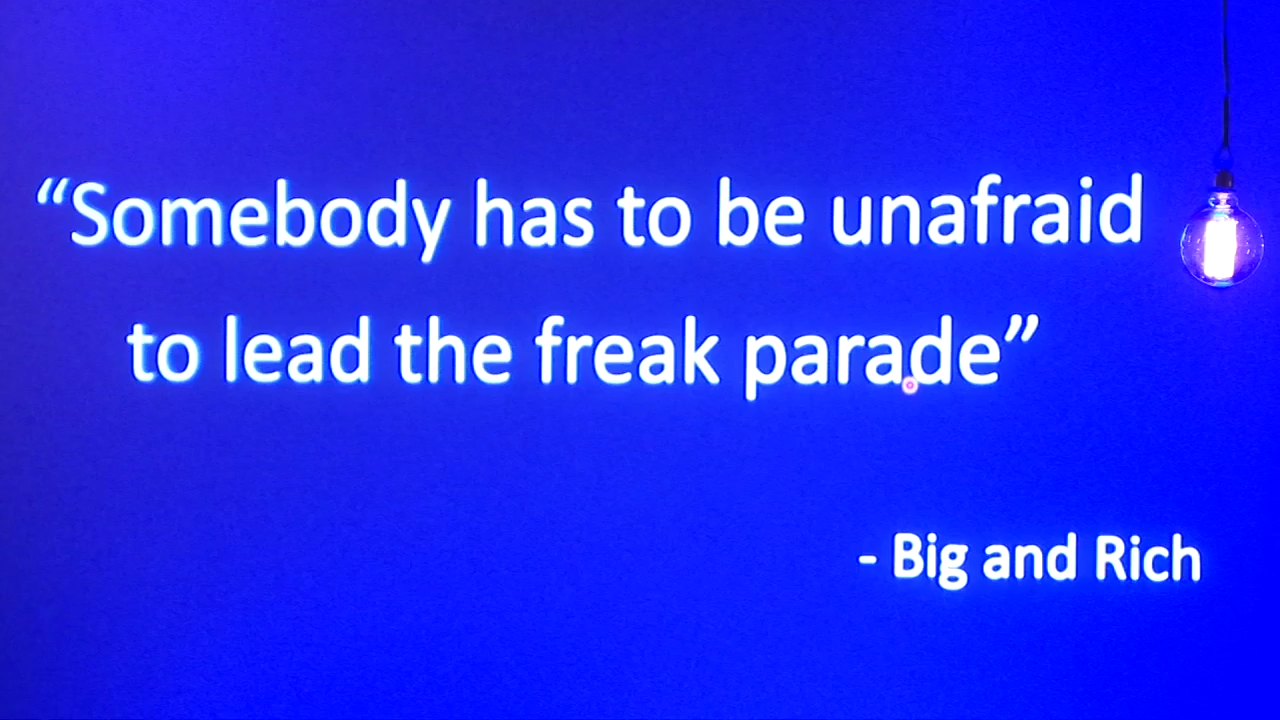 “Somebody has to be unafraid
to lead the freak parade”
- Big and Rich